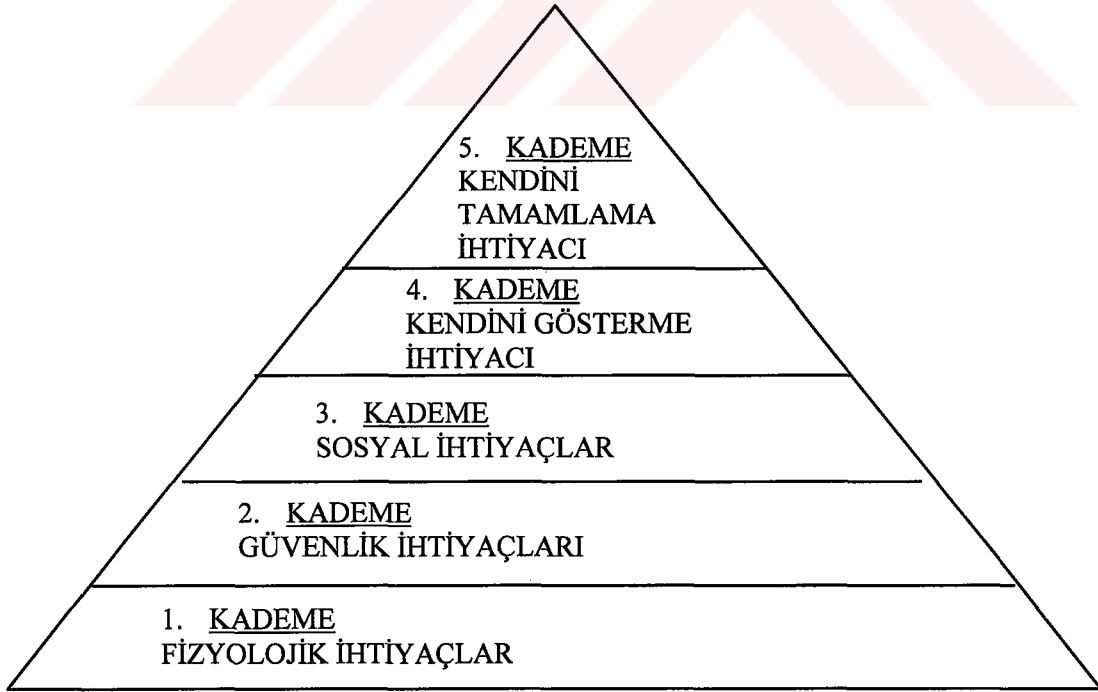 5. KADEME
KENDİNİ
TAMAMLAMA
İHTİYACI
4. KADEME
KENDİNİ GÖSTERME
İHTİYACI
3. KADEME
SOSYAL İHTİYAÇLAR
2. KADEME
GÜVENLİK İHTİYAÇLARI
1. KADEME
FİZYOLOJİK İHTİYAÇLAR